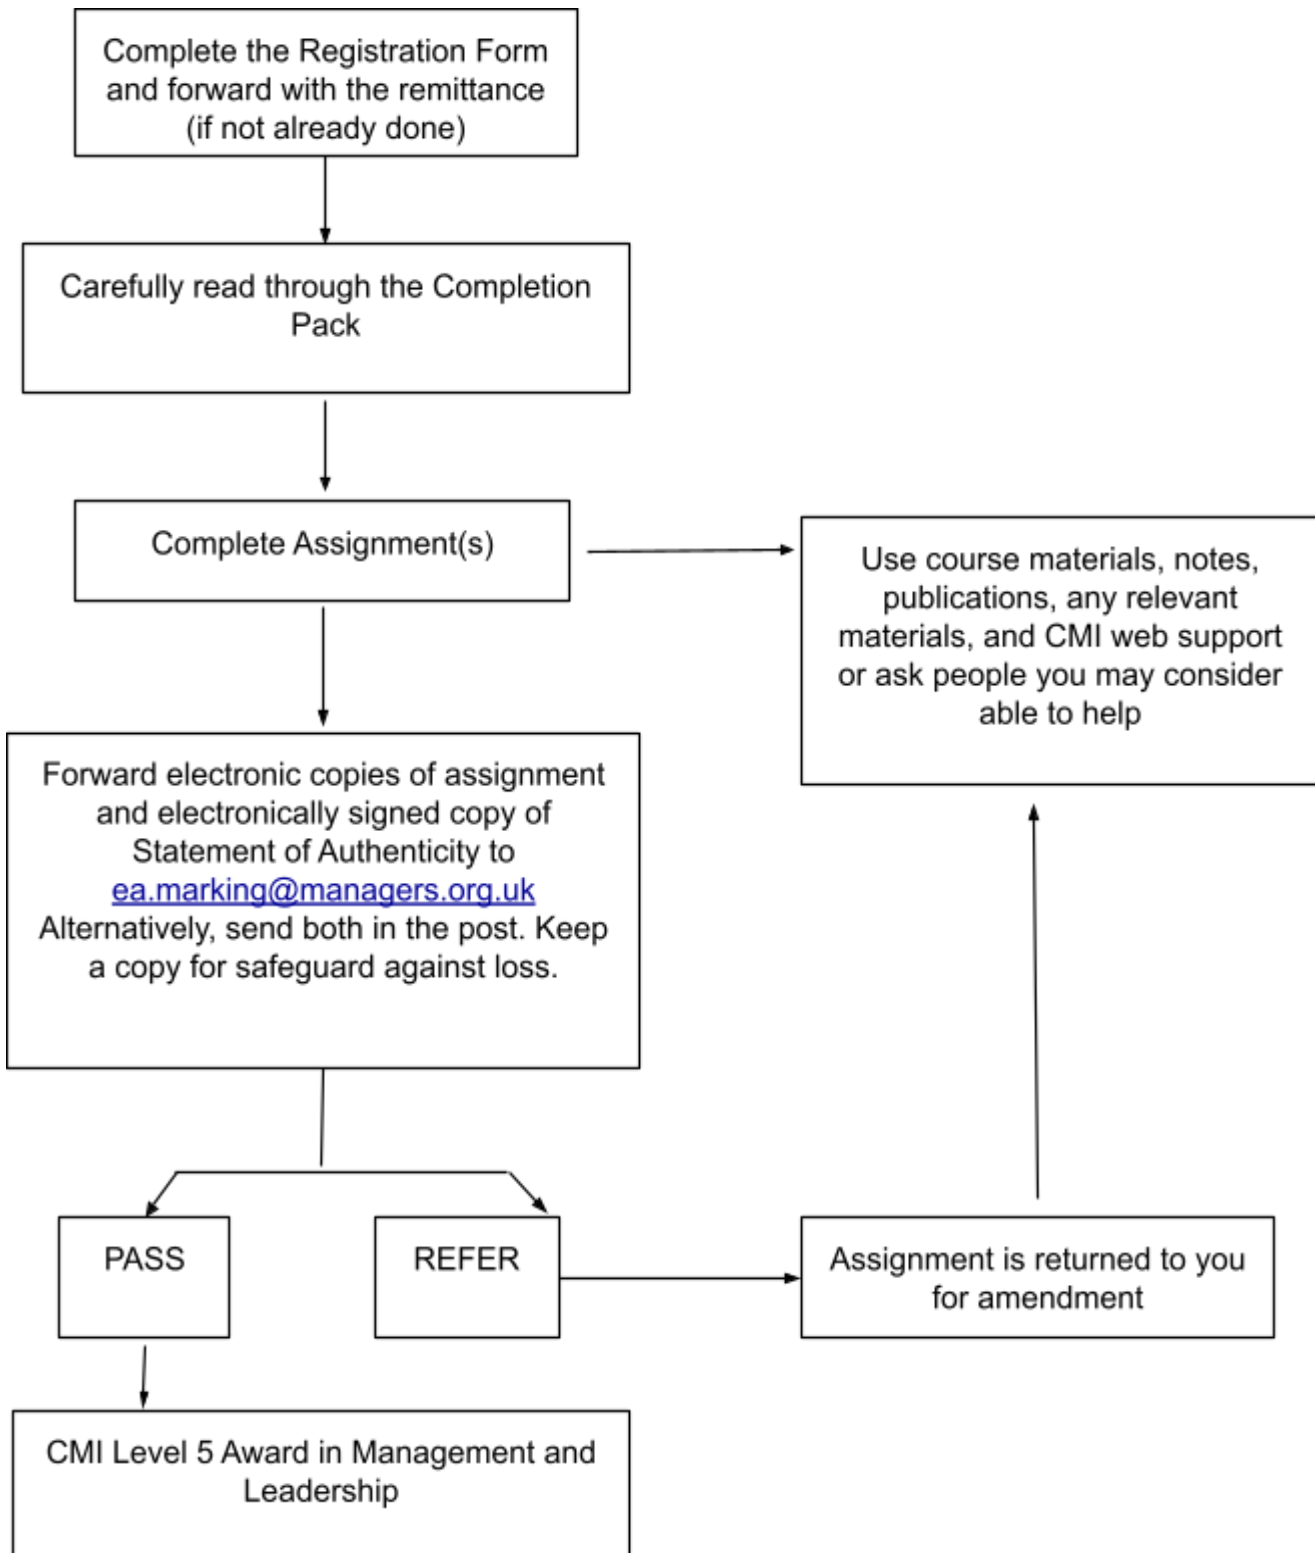 Complete the Registration Form
and forward with the remittance
(if not already done)
Carefully read through the Completion
Pack
Complete Assignment(s)
Use course materials, notes,
publications, any relevant
materials, and CMI web support
or ask people you may consider
able to help
Forward electronic copies of assignment
and electronically signed copy of
Statement of Authenticity to
ea.marking@managers.org.uk
Alternatively, send both in the post. Keep
a copy for safeguard against loss.
PASS
REFER
Assignment is returned to you
for amendment
CMI Level 5 Award in Management and
Leadership